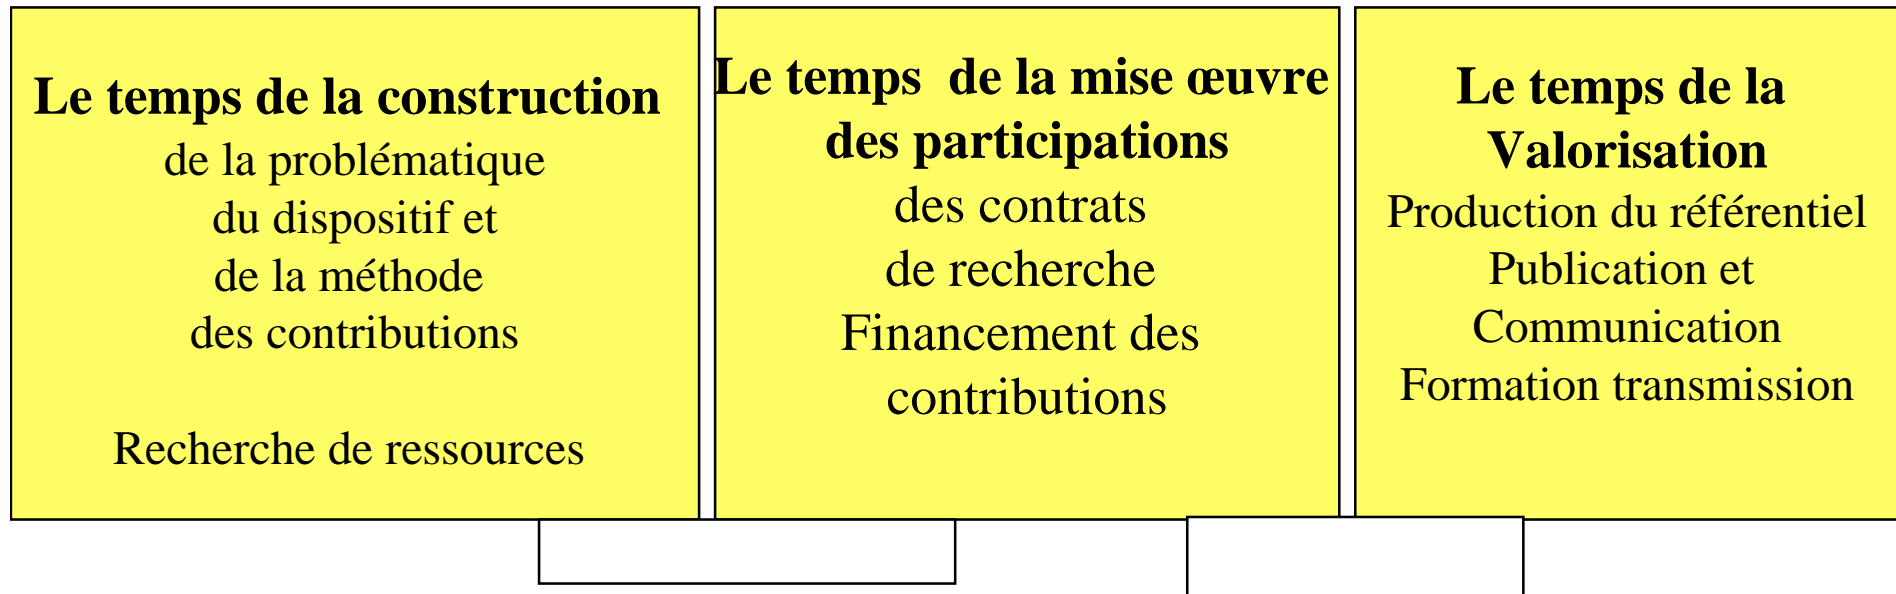 Le temps de la construction
de la problématique
du dispositif et
de la méthode
des contributions
Recherche de ressources
Le temps  de la mise œuvre
des participations
des contrats
de recherche
Financement des
contributions
Le temps de la
Valorisation
Production du référentiel
Publication et
Communication
Formation transmission